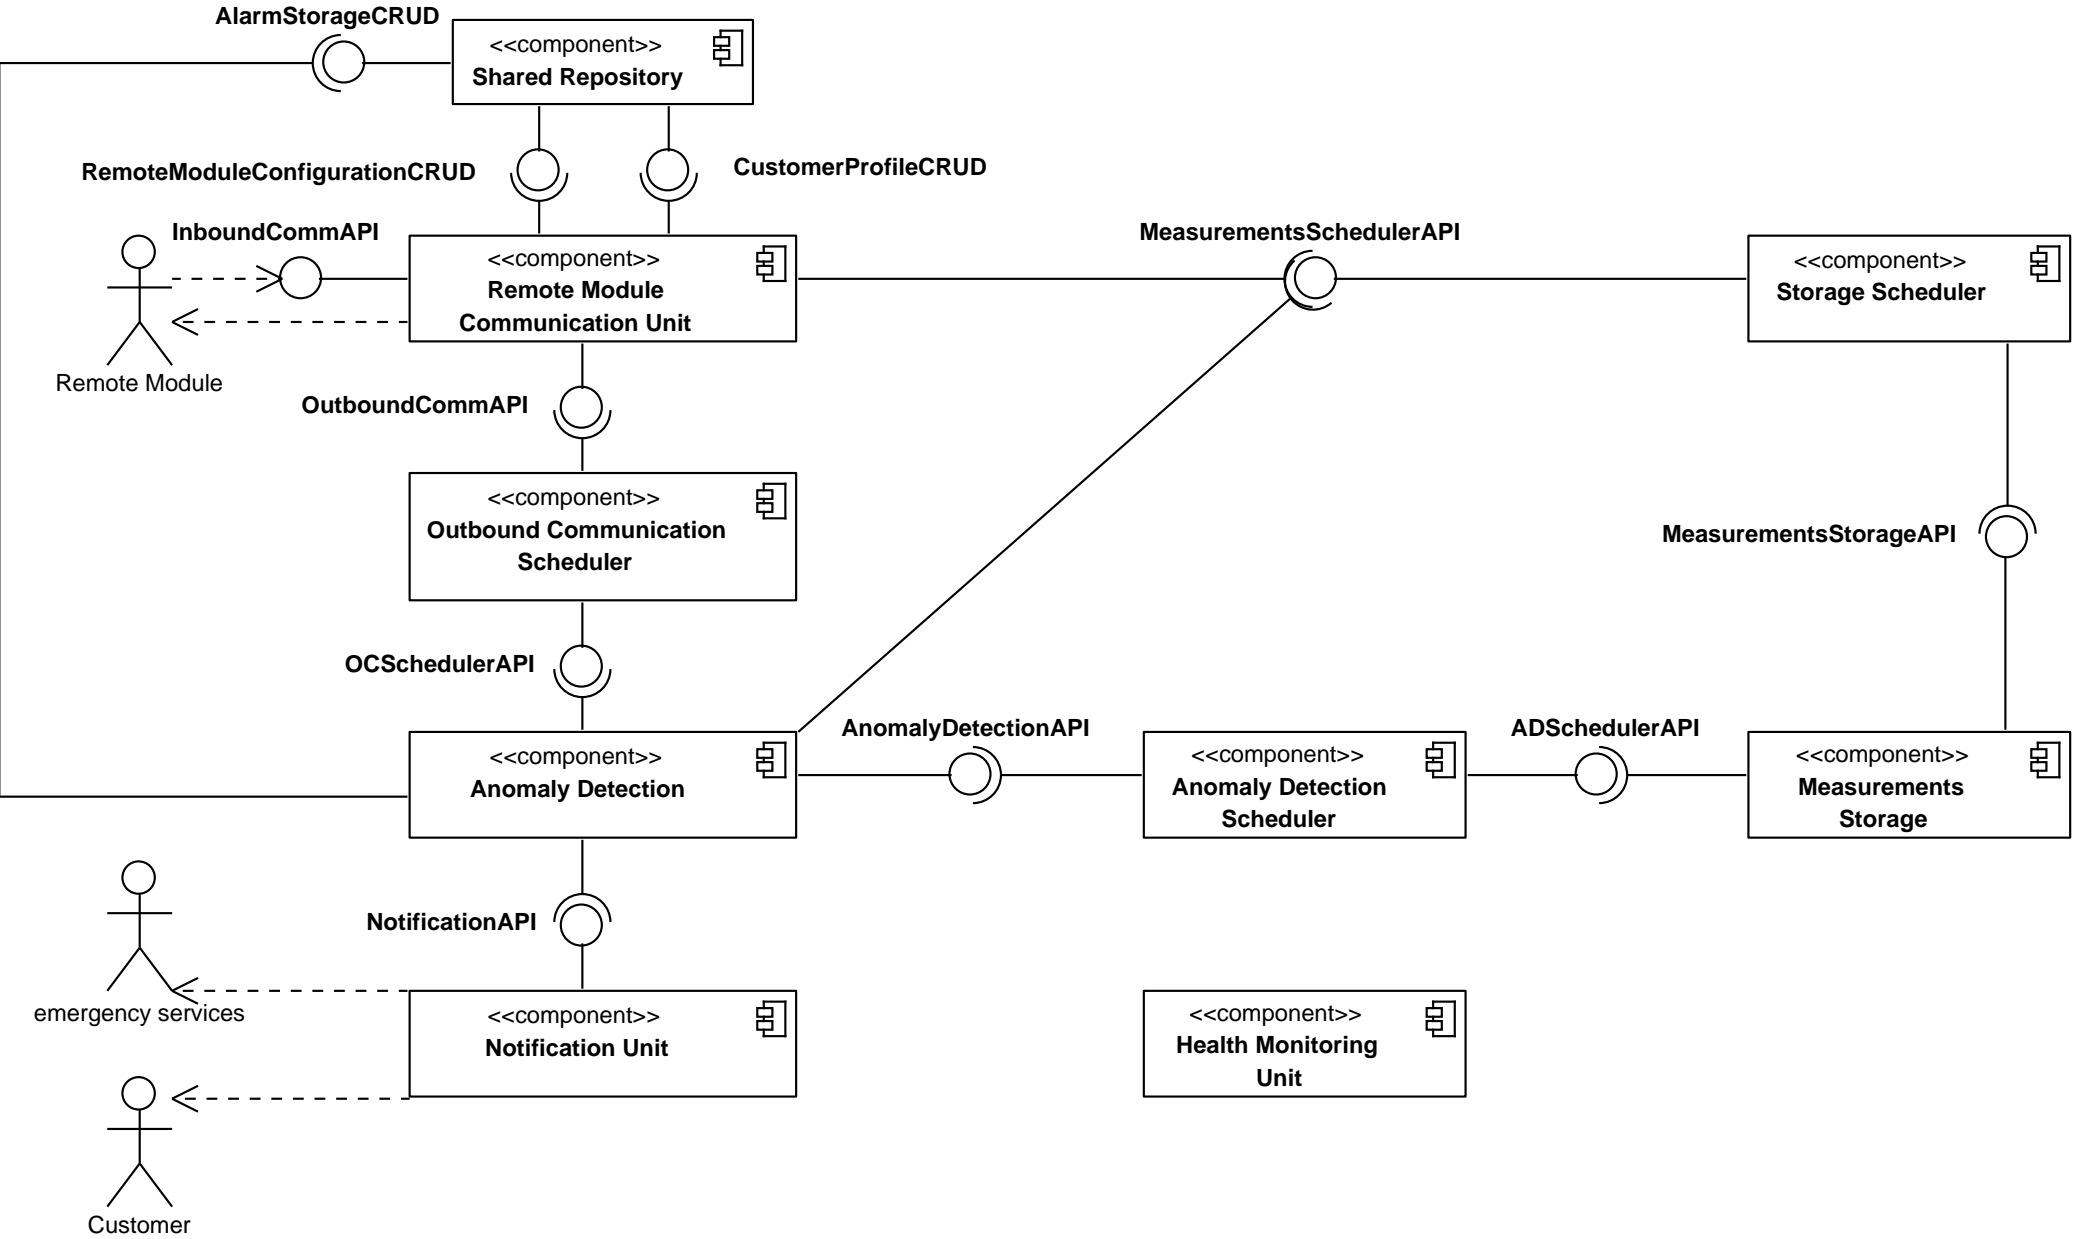 AlarmStorageCRUD
<<component>>
Shared Repository
RemoteModuleConfigurationCRUD
CustomerProfileCRUD
InboundCommAPI
MeasurementsSchedulerAPI
<<component>>
Remote Module
Communication Unit
<<component>>
Storage Scheduler
Remote Module
OutboundCommAPI
<<component>>
Outbound Communication
Scheduler
MeasurementsStorageAPI
OCSchedulerAPI
AnomalyDetectionAPI
ADSchedulerAPI
<<component>>
Anomaly Detection
<<component>>
Anomaly Detection
Scheduler
<<component>>
Measurements
Storage
NotificationAPI
emergency services
<<component>>
Notification Unit
<<component>>
Health Monitoring
Unit
Customer